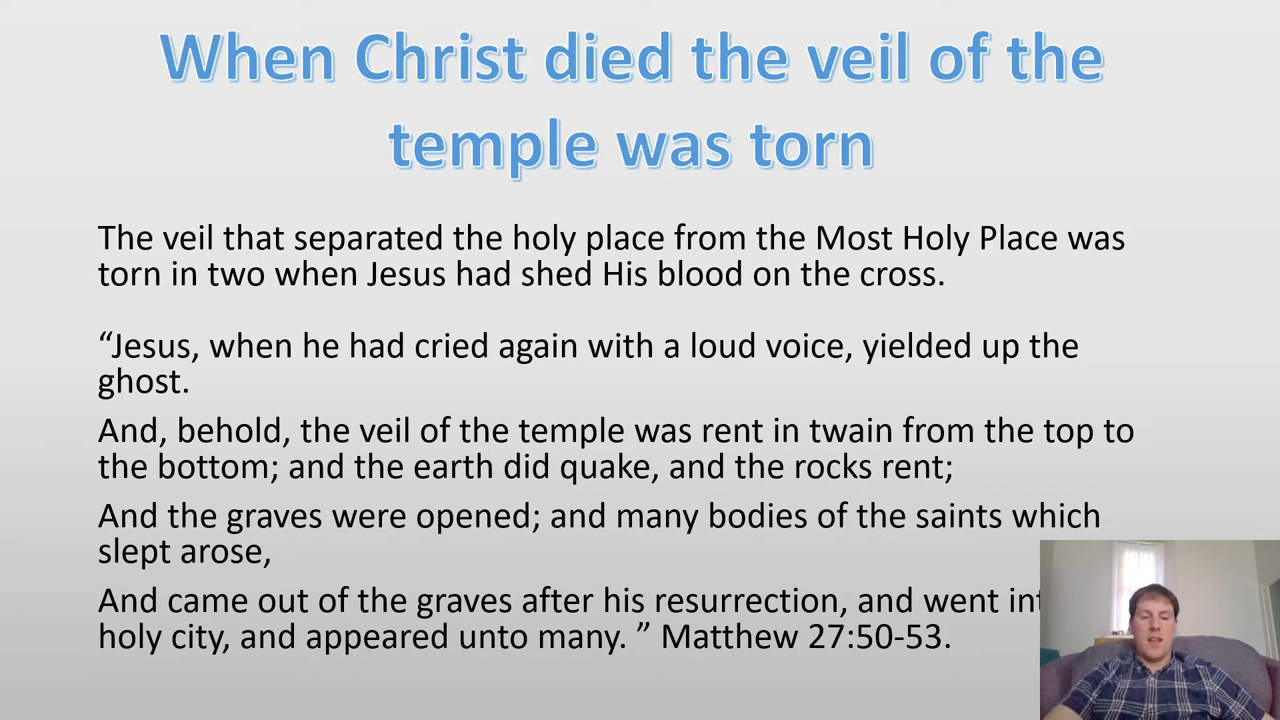 When Christ died the veil of the
temple was torn
The veil that separated the holy place from the Most Holy Place was
torn in two when Jesus had shed His blood on the cross.
“Jesus, when he had cried again with a loud voice, yielded up the
ghost.
And, behold, the veil of the temple was rent in twain from the top to
the bottom; and the earth did quake, and the rocks rent;
And the graves were opened; and many bodies of the saints which
slept arose,
And came out of the graves after his resurrection, and went
holy city, and appeared unto many. ” Matthew 27:50-53.